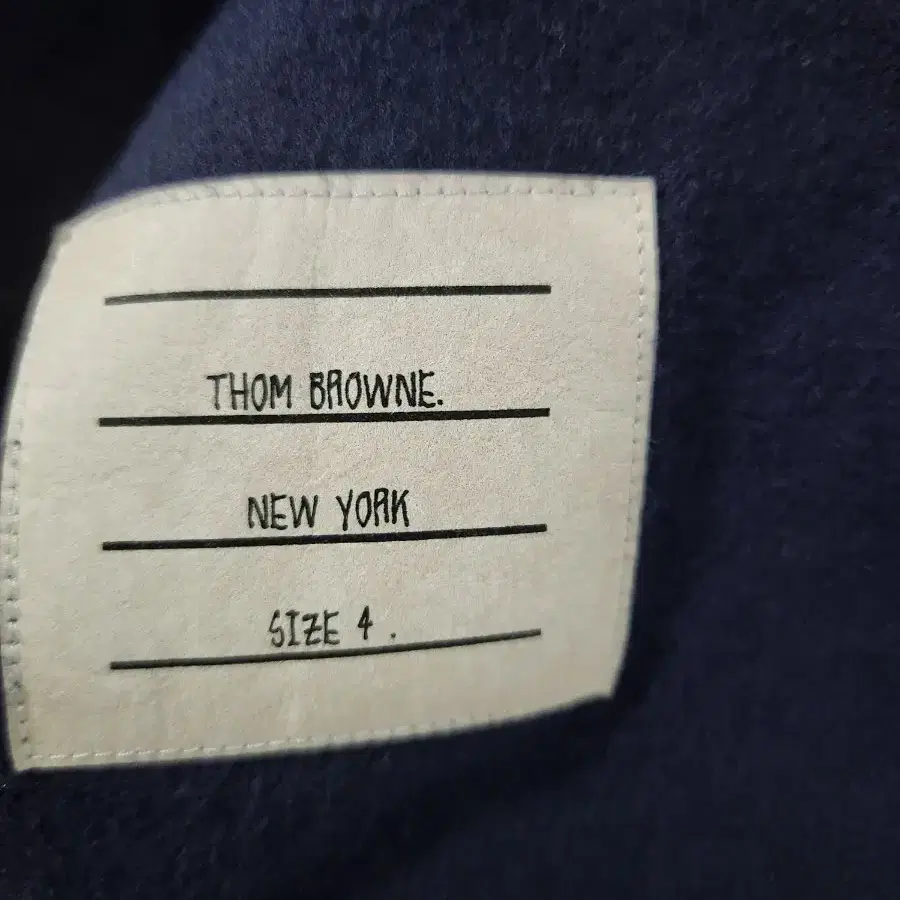 THOM BROWNE.
NEW YORK
SIZE 4 .